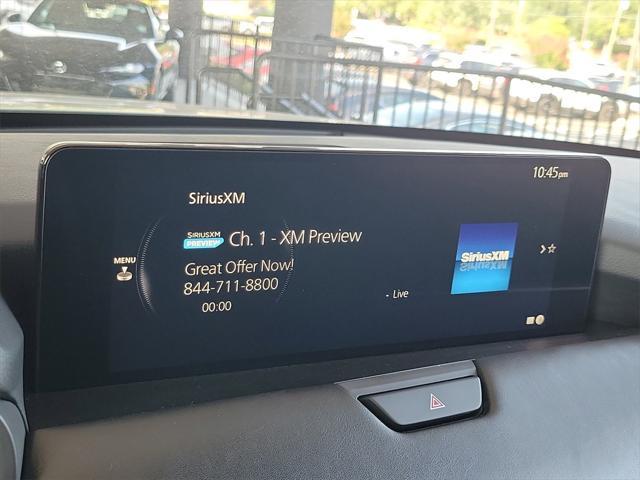 10:45pm
SiriusXM
SIRIUSXM
PREVIEW
Ch. 1 - XM Preview
MENU
Great Offer Now!
844-711-8800
00:00
SiriusXM
- Live